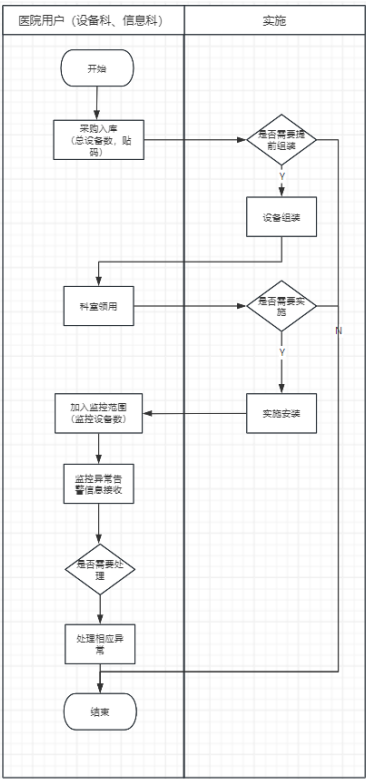 医院用户（设备科、信息科）
实施
开始
采购入库
（总设备数，贴
码）
是否需要提
前组装
Y
设备组装
科室领用
是否需要实
施
N
Y
加入监控范围
（监控设备数）
实施安装
监控异常告
警信息接收
是否需要处
理
处理相应异
常
结束